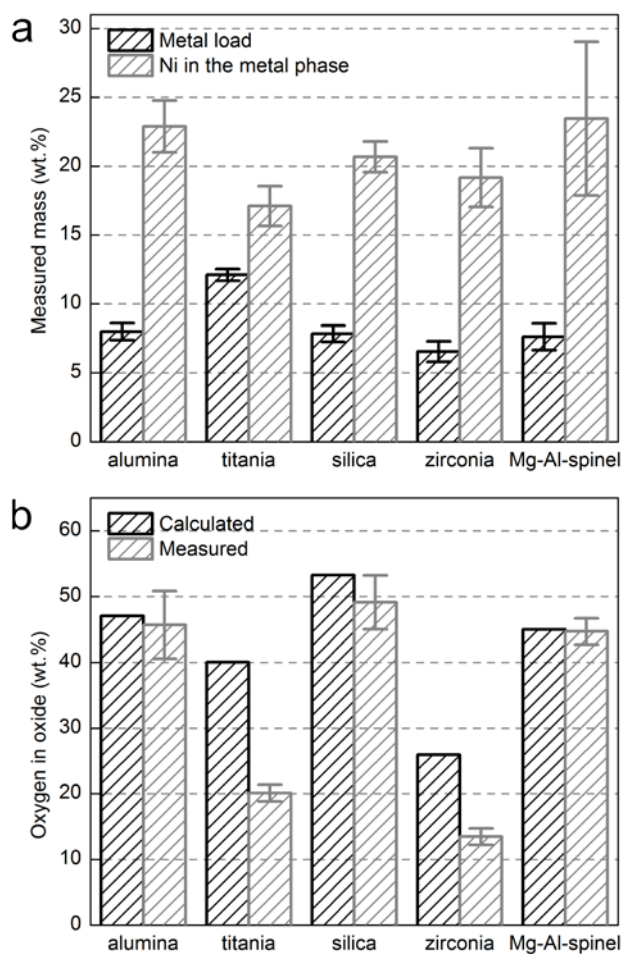 a
Metal load
Ni in the metal phase
Measured mass (wt.%)
30
25
20
15
10
5
0
alumina titania silica zirconia Mg-Al-spinel
b
Calculated
Measured
Oxygen in oxide (wt.%)
60
50
40
30
20
10
0
alumina titania silica zirconia Mg-Al-spinel